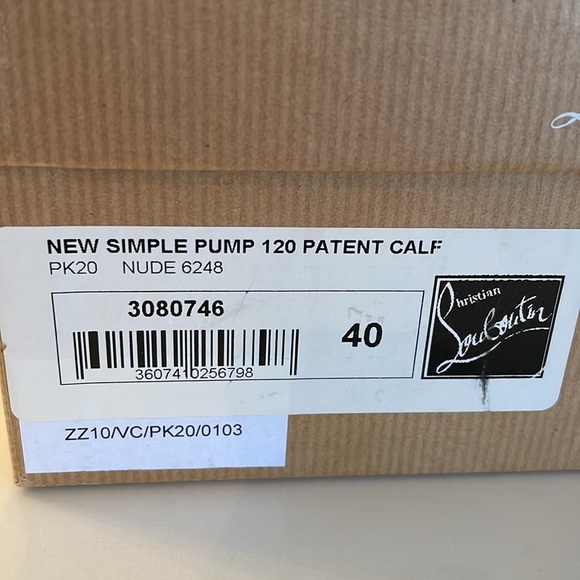 NEW SIMPLE PUMP 120 PATENT CALF
PK20 NUDE 6248
3080746
40
3607410256798
Christian
Louboutin
ZZ10/VC/PK20/0103